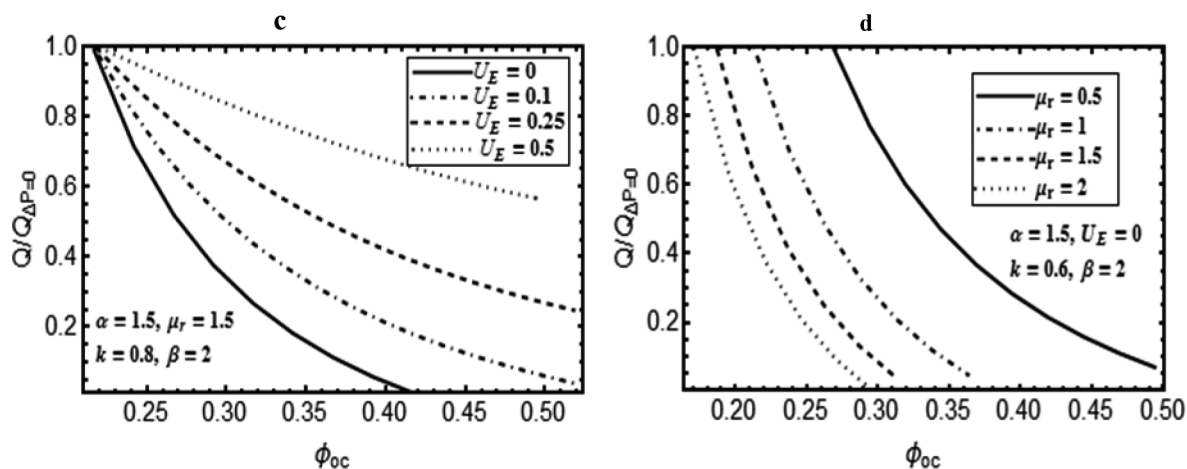 c
1.0
0.8
0.6
0.4
0.2
Q/Q ΔP=0
U_E = 0
U_E = 0.1
U_E = 0.25
U_E = 0.5
α = 1.5, μ_r = 1.5
k = 0.8, β = 2
0.25 0.30 0.35 0.40 0.45 0.50
ϕ_oc
d
1.0
0.8
0.6
0.4
0.2
Q/Q ΔP=0
μ_r = 0.5
μ_r = 1
μ_r = 1.5
μ_r = 2
α = 1.5, U_E = 0
k = 0.6, β = 2
0.20 0.25 0.30 0.35 0.40 0.45 0.50
ϕ_oc